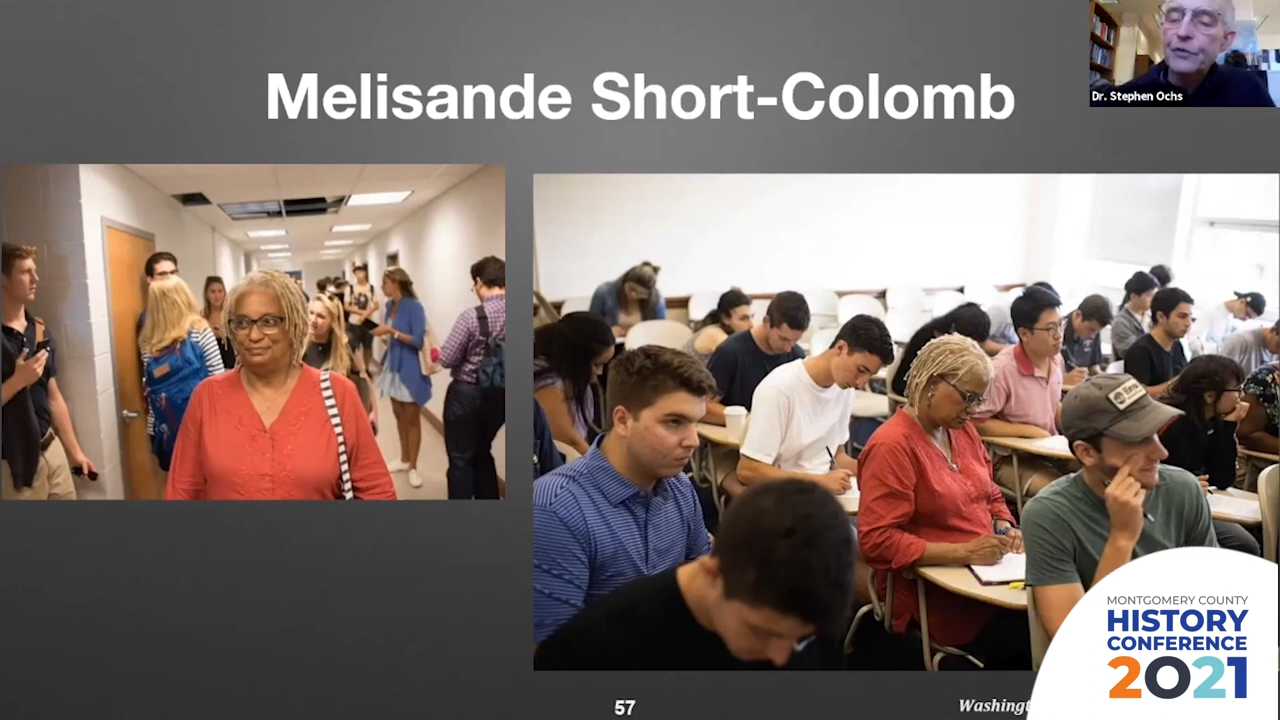 Melisande Short-Colomb
Dr. Stephen Ochs
MONTGOMERY COUNTY
HISTORY
CONFERENCE
2021
57